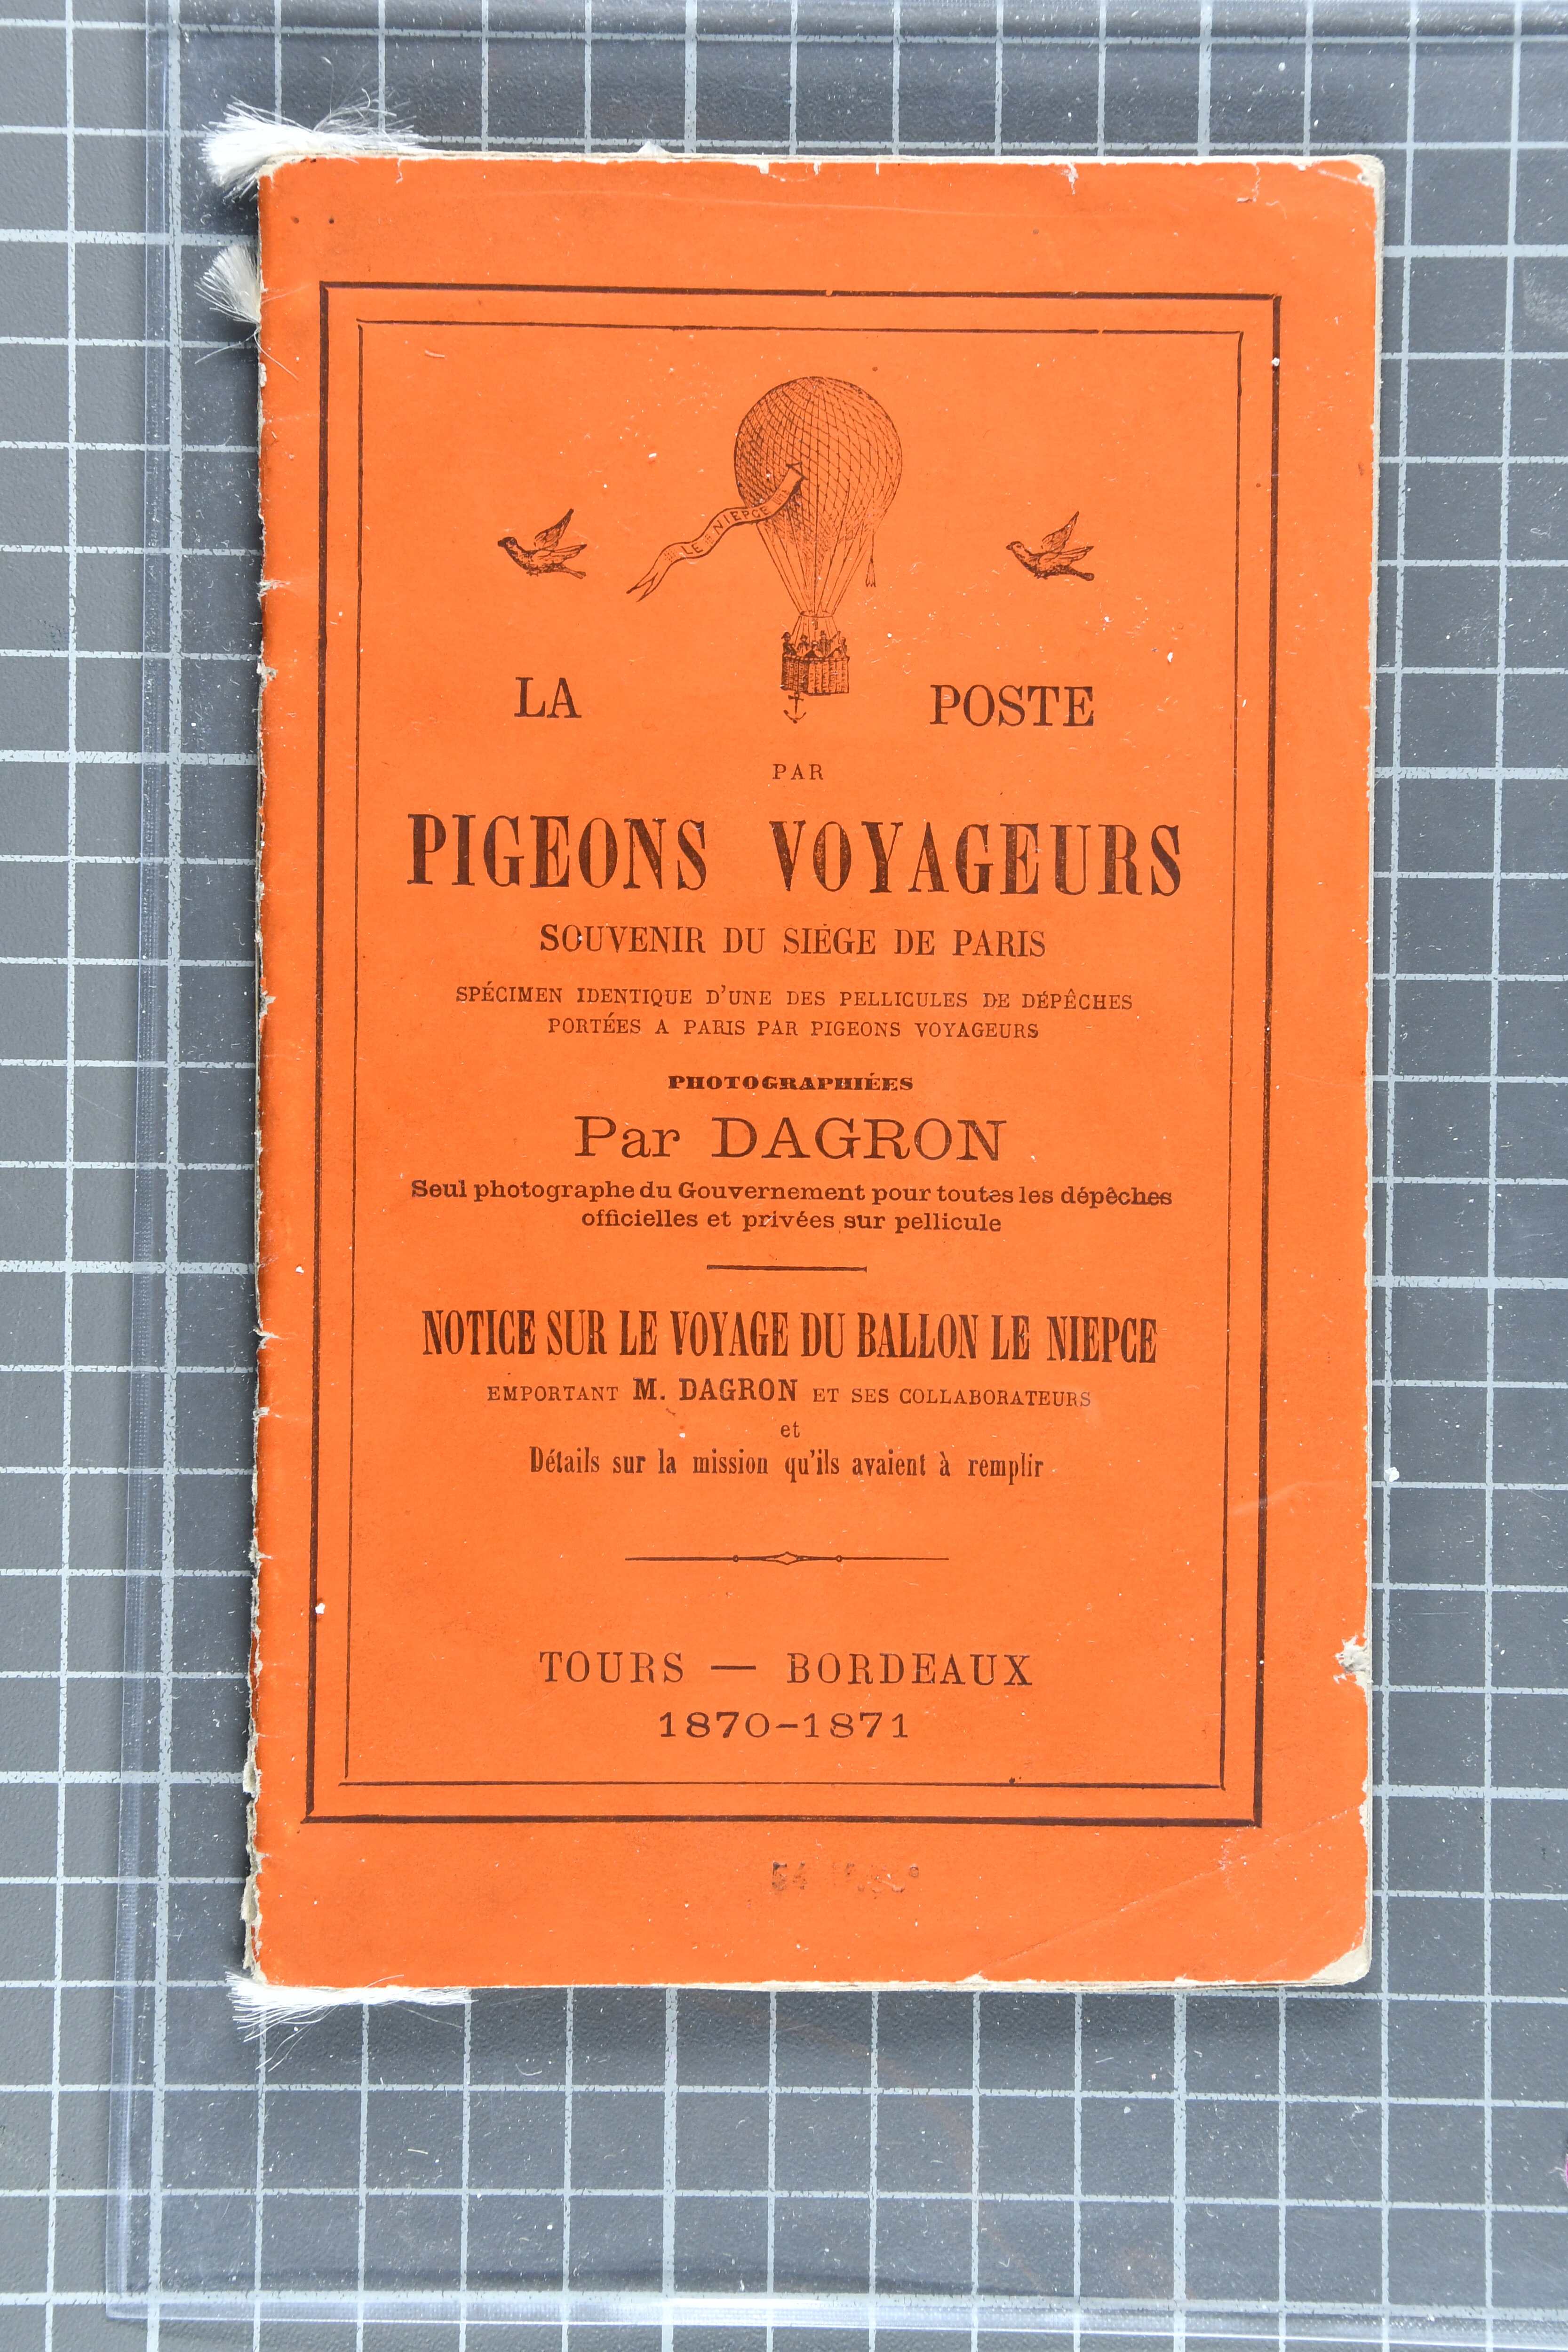 LE NIEPCE
LA POSTE
PAR
PIGEONS VOYAGEURS
SOUVENIR DU SIÉGE DE PARIS
SPÉCIMEN IDENTIQUE D'UNE DES PELLICULES DE DÉPÊCHES
PORTÉES A PARIS PAR PIGEONS VOYAGEURS
PHOTOGRAPHIÉES
Par DAGRON
Seul photographe du Gouvernement pour toutes les dépêches
officielles et privées sur pellicule
NOTICE SUR LE VOYAGE DU BALLON LE NIEPCE
EMPORTANT M. DAGRON ET SES COLLABORATEURS
et
Détails sur la mission qu'ils avaient à remplir
TOURS — BORDEAUX
1870-1871